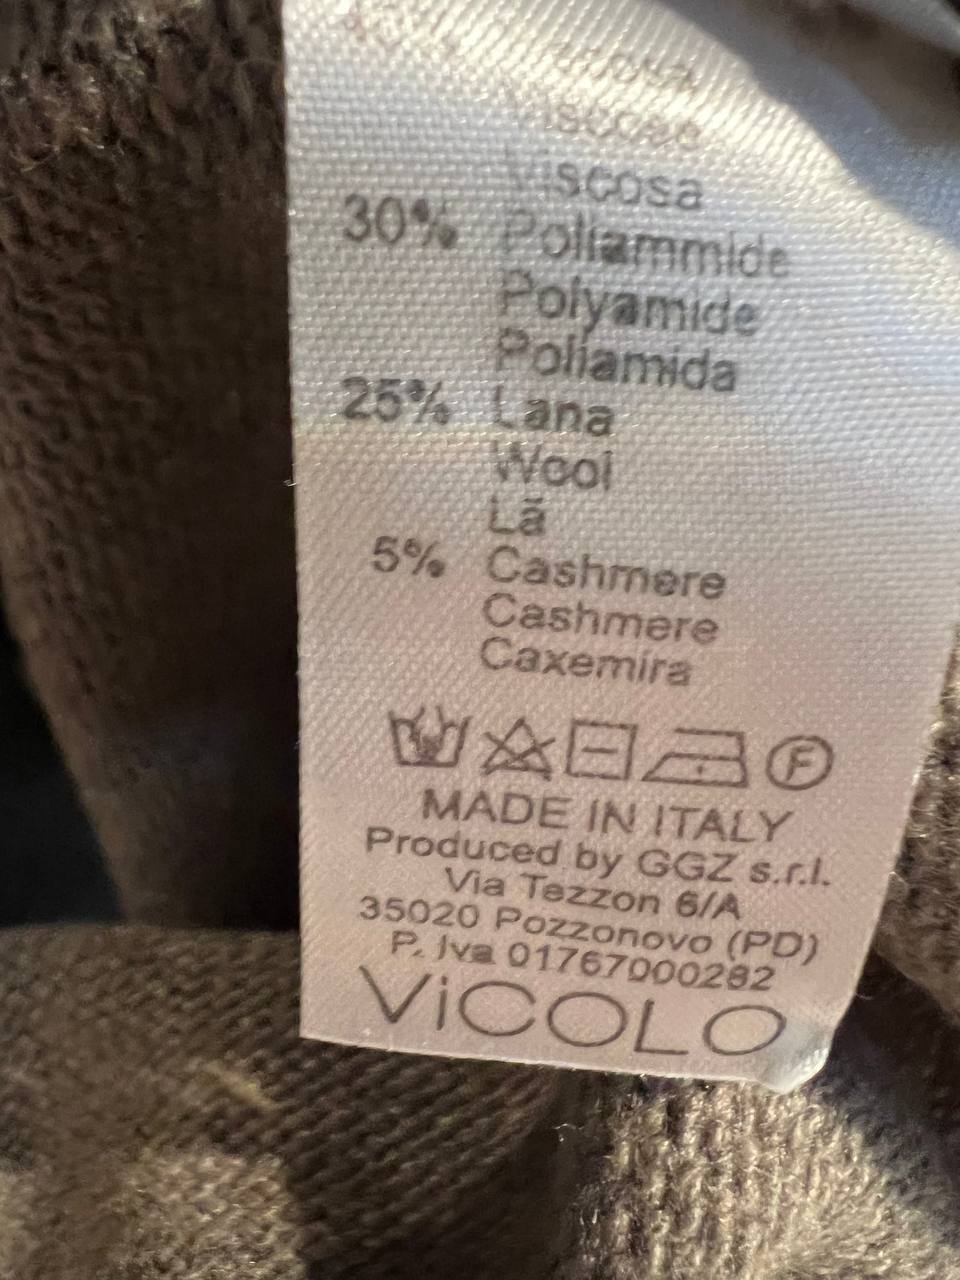 Viscosa
30% Poliammide
Polyamide
Poliamida
25% Lana
Wool
Lã
5% Cashmere
Cashmere
Caxemira
F
MADE IN ITALY
Produced by GGZ s.r.l.
Via Tezzon 6/A
35020 Pozzonovo (PD)
P. Iva 01767000282
ViCOLO